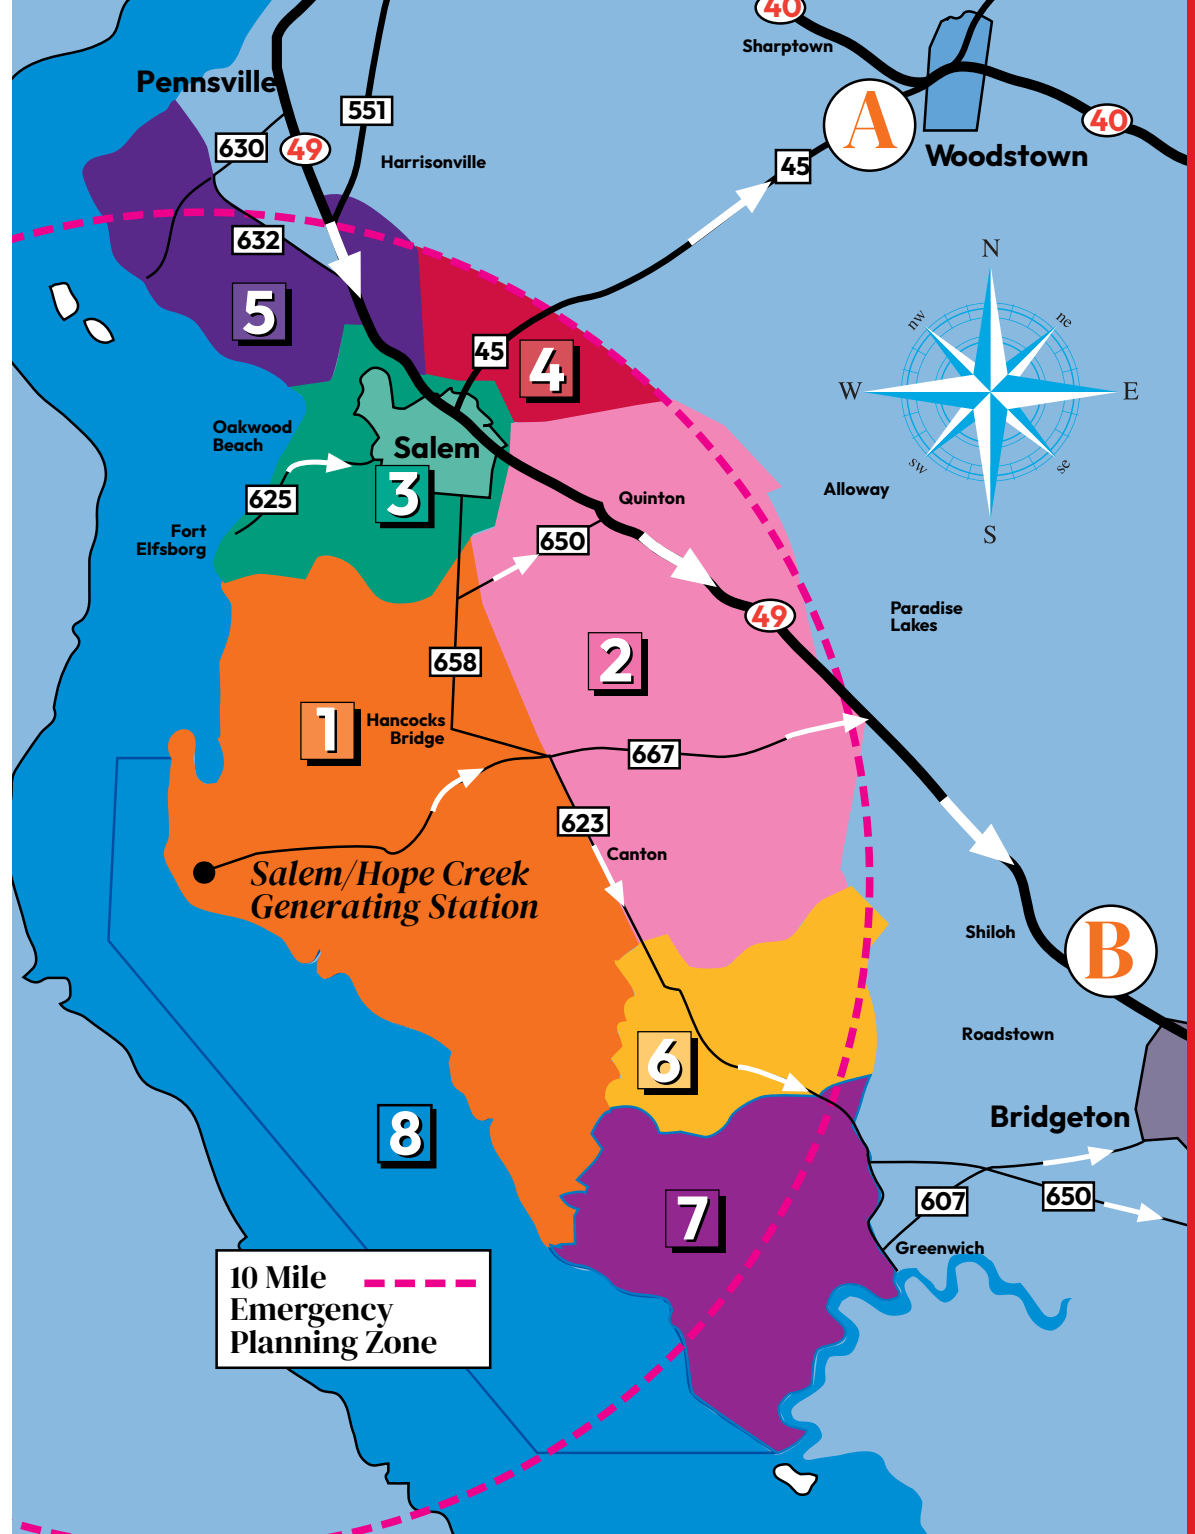 40
Sharptown
Pennsville
551
A
40
630
49
Harrisonville
Woodstown
45
632
N
5
nw
ne
45
4
W
E
Oakwood
Beach
Salem
sw
se
3
Quinton
Alloway
625
S
Fort
Elfsborg
650
49
Paradise
Lakes
658
2
1
Hancocks
Bridge
667
623
Canton
Salem/Hope Creek
Generating Station
Shiloh
B
Roadstown
6
Bridgeton
8
7
607
650
Greenwich
10 Mile
Emergency
Planning Zone